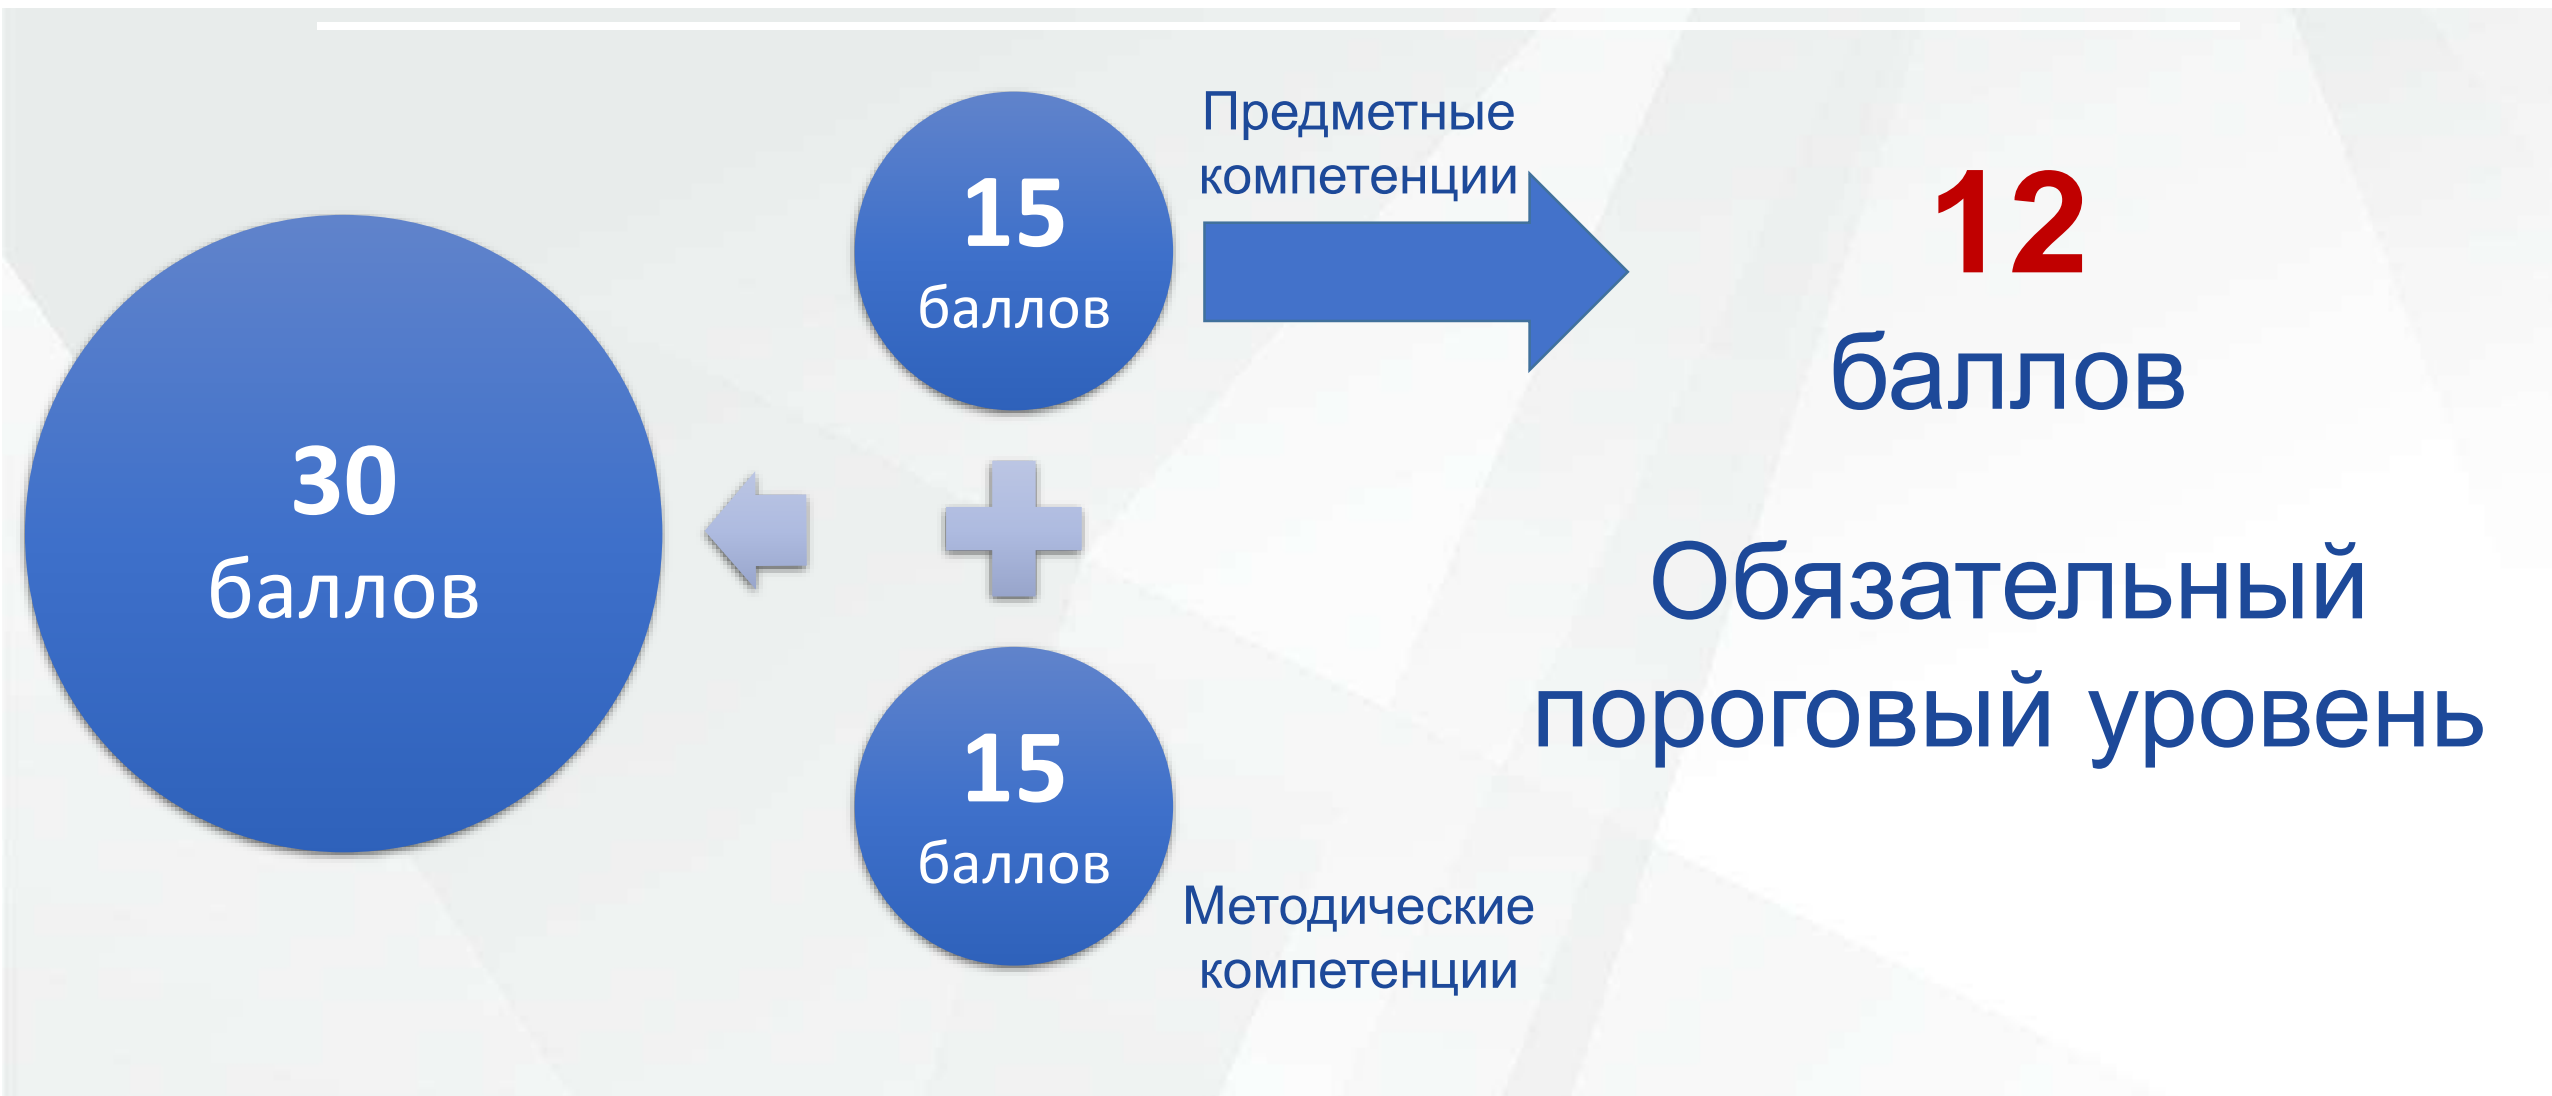 30
баллов
15
баллов
Предметные
компетенции
15
баллов
Методические
компетенции
12
баллов
Обязательный
пороговый уровень